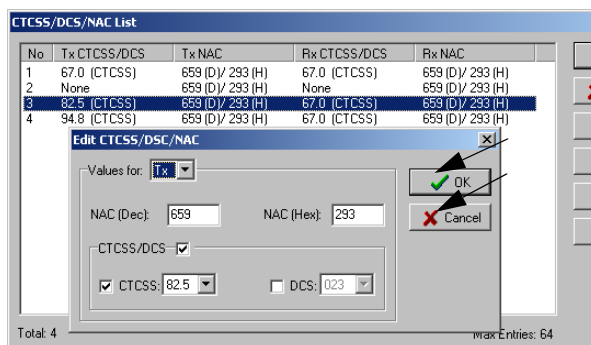 CTCSS/DCS/NAC List
No Tx CTCSS/DCS Tx NAC Rx CTCSS/DCS Rx NAC
1 67.0 (CTCSS) 659 (D)/ 293 (H) 67.0 (CTCSS) 659 (D)/ 293 (H)
2 None 659 (D)/ 293 (H) None 659 (D)/ 293 (H)
3 82.5 (CTCSS) 659 (D)/ 293 (H) 67.0 (CTCSS) 659 (D)/ 293 (H)
4 94.8 (CTCSS) 659 (D)/ 293 (H) 67.0 (CTCSS) 659 (D)/ 293 (H)
Edit CTCSS/DSC/NAC
Values for: Tx
OK
NAC (Dec): 659 NAC (Hex): 293
Cancel
CTCSS/DCS
CTCSS: 82.5 DCS: 023
Total: 4 Max Entries: 64